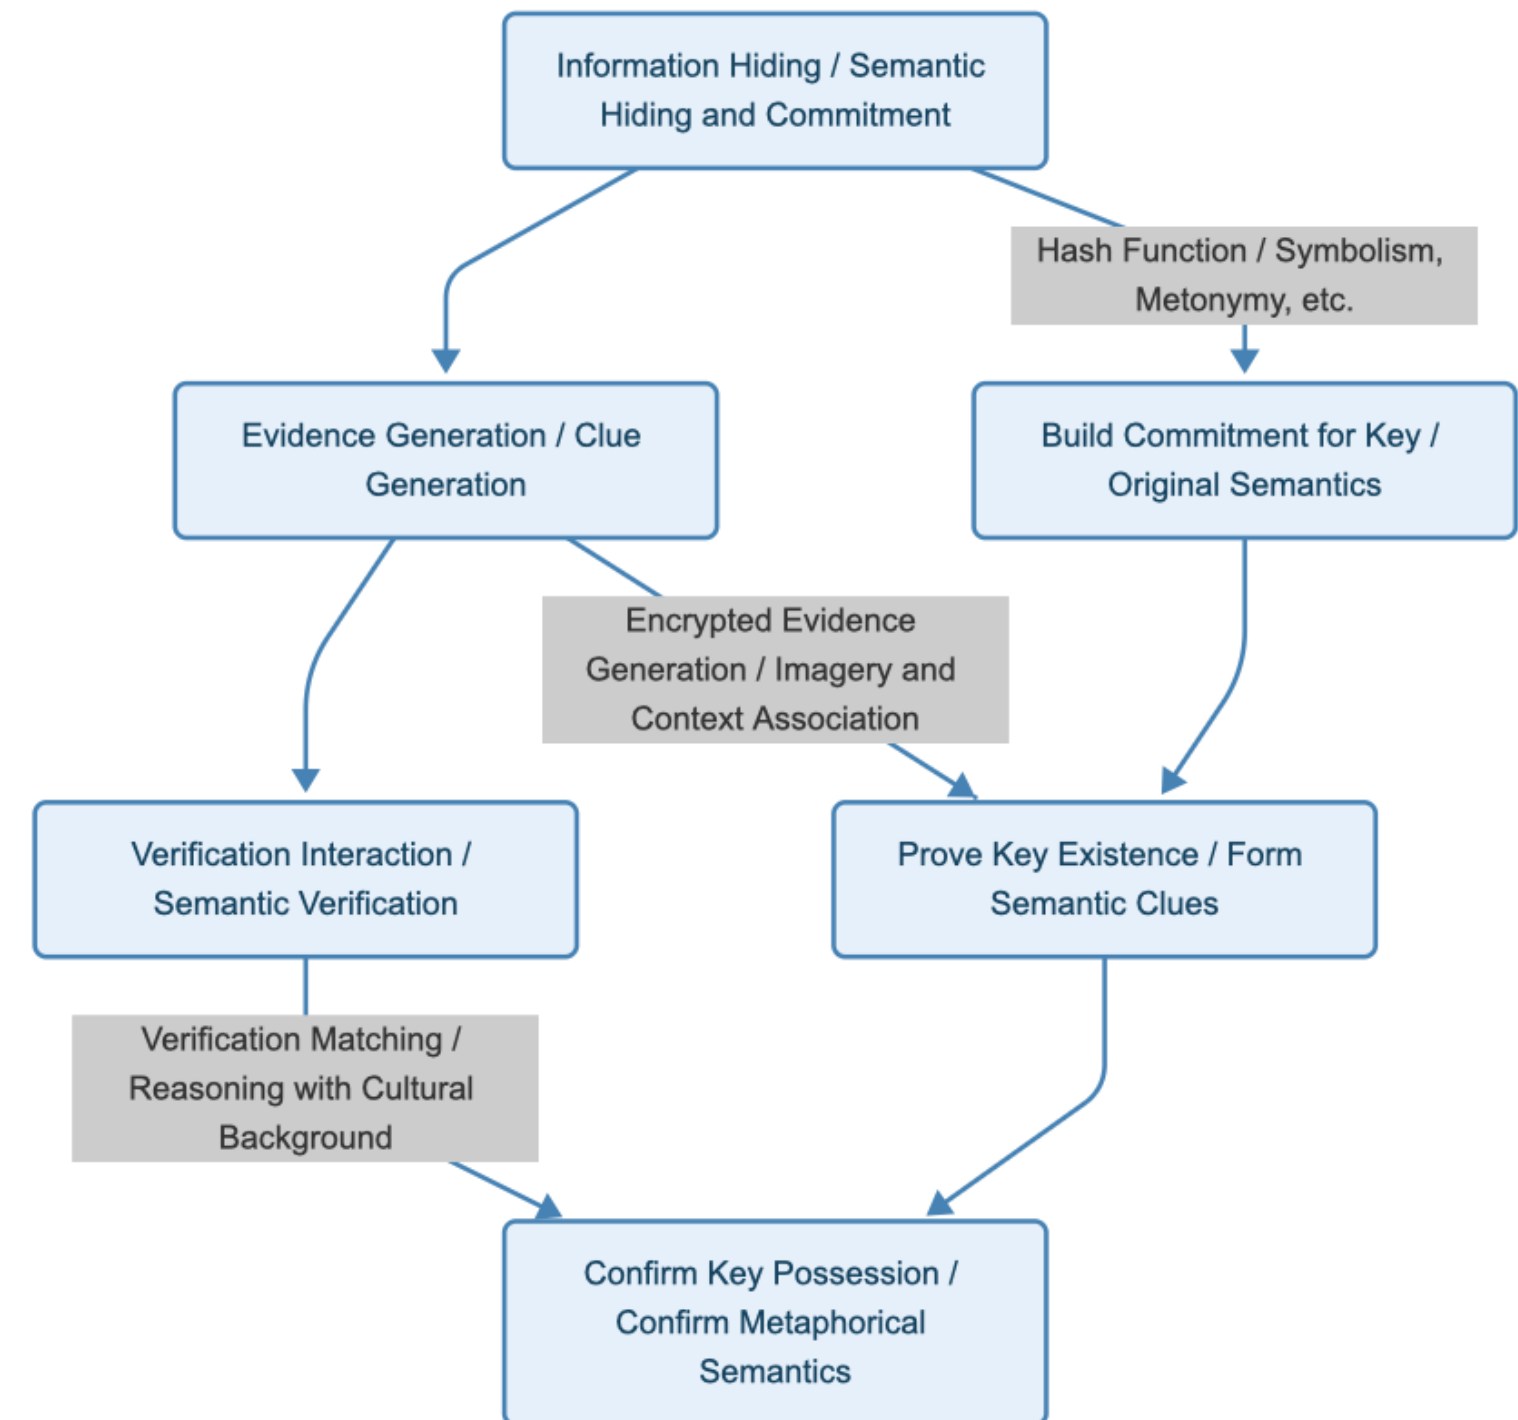 Information Hiding / Semantic
Hiding and Commitment
Hash Function / Symbolism,
Metonymy, etc.
Evidence Generation / Clue
Generation
Build Commitment for Key /
Original Semantics
Encrypted Evidence
Generation / Imagery and
Context Association
Verification Interaction /
Semantic Verification
Prove Key Existence / Form
Semantic Clues
Verification Matching /
Reasoning with Cultural
Background
Confirm Key Possession /
Confirm Metaphorical
Semantics